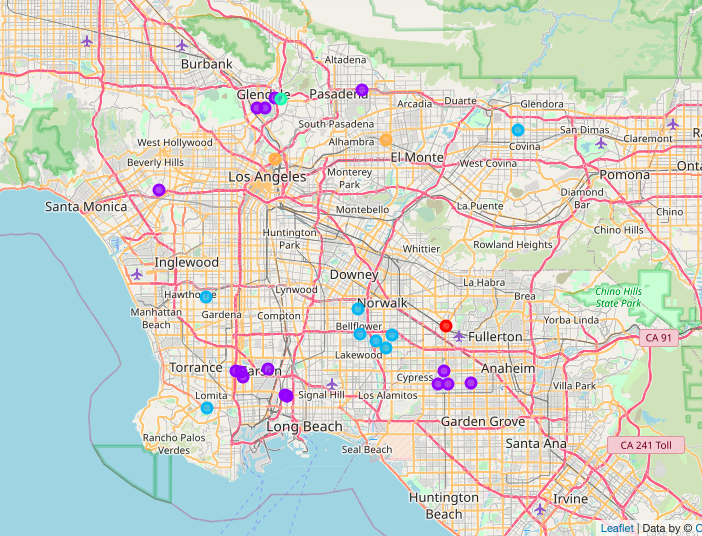 Altadena
Burbank
Glendale
Pasadena
Arcadia
Duarte
Glendora
South Pasadena
San Dimas
West Hollywood
Alhambra
Covina
Claremont
Beverly Hills
El Monte
West Covina
Los Angeles
Monterey
Park
Pomona
Onta
Santa Monica
Montebello
La Puente
Diamond
Bar
Chino
Huntington
Park
Whittier
Rowland Heights
Chino Hills
Inglewood
Downey
La Habra
Chino Hills
State Park
Hawthorne
Lynwood
Norwalk
Brea
Manhattan
Beach
Gardena
Compton
Bellflower
Yorba Linda
Fullerton
CA 91
Lakewood
Torrance
Carson
Cypress
Anaheim
Villa Park
Lomita
Signal Hill
Los Alamitos
Long Beach
Garden Grove
Rancho Palos
Verdes
Seal Beach
Santa Ana
CA 241 Toll
Huntington
Beach
Irvine
Leaflet | Data by ©